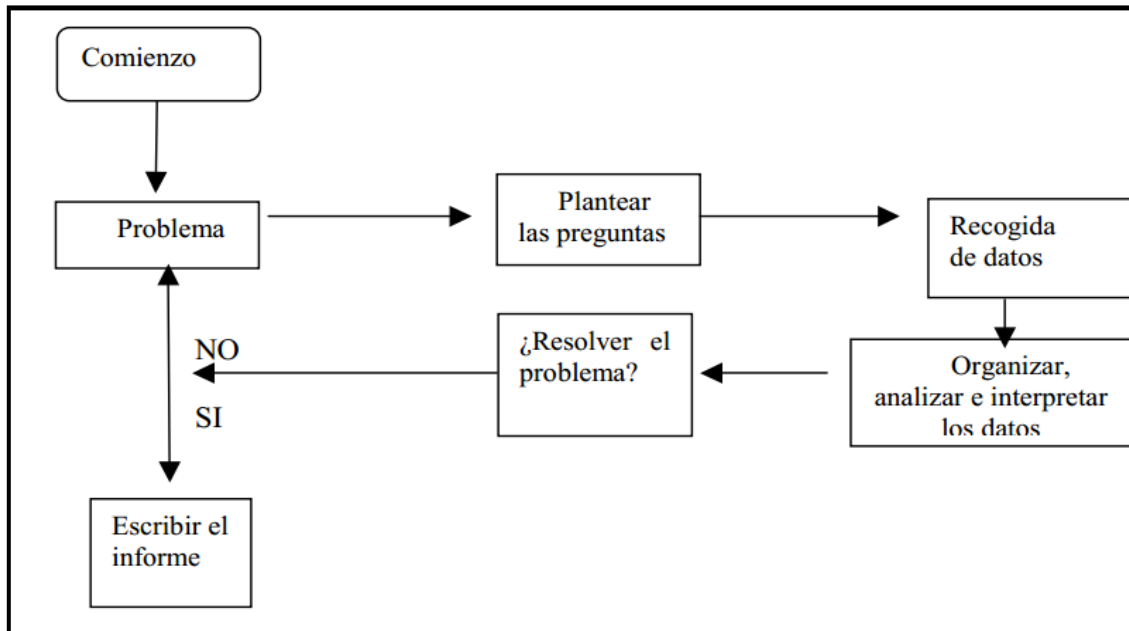 Comienzo
Problema
Plantear
las preguntas
Recogida
de datos
Organizar,
analizar e interpretar
los datos
¿Resolver el
problema?
NO
SI
Escribir el
informe